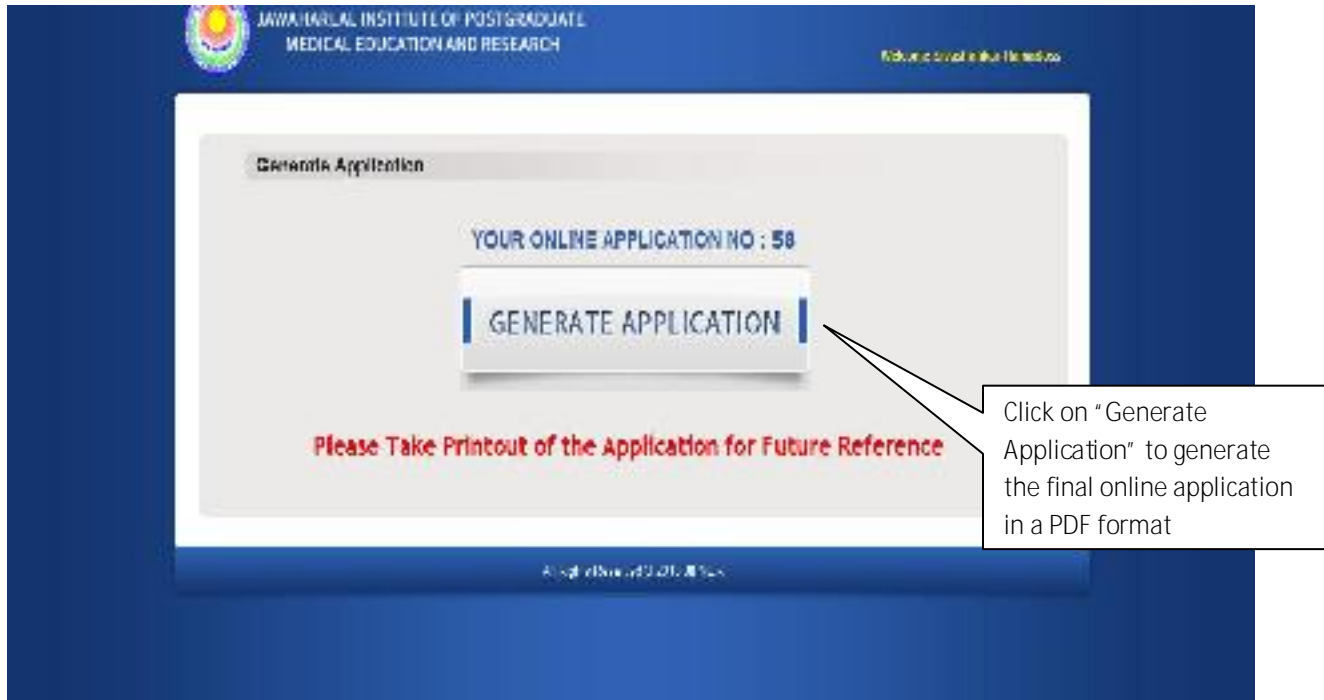 JAWAHARLAL INSTITUTE OF POSTGRADUATE
MEDICAL EDUCATION AND RESEARCH
Welcome
Generate Application
YOUR ONLINE APPLICATION NO : 58
GENERATE APPLICATION
Please Take Printout of the Application for Future Reference
Click on "Generate
Application" to generate
the final online application
in a PDF format